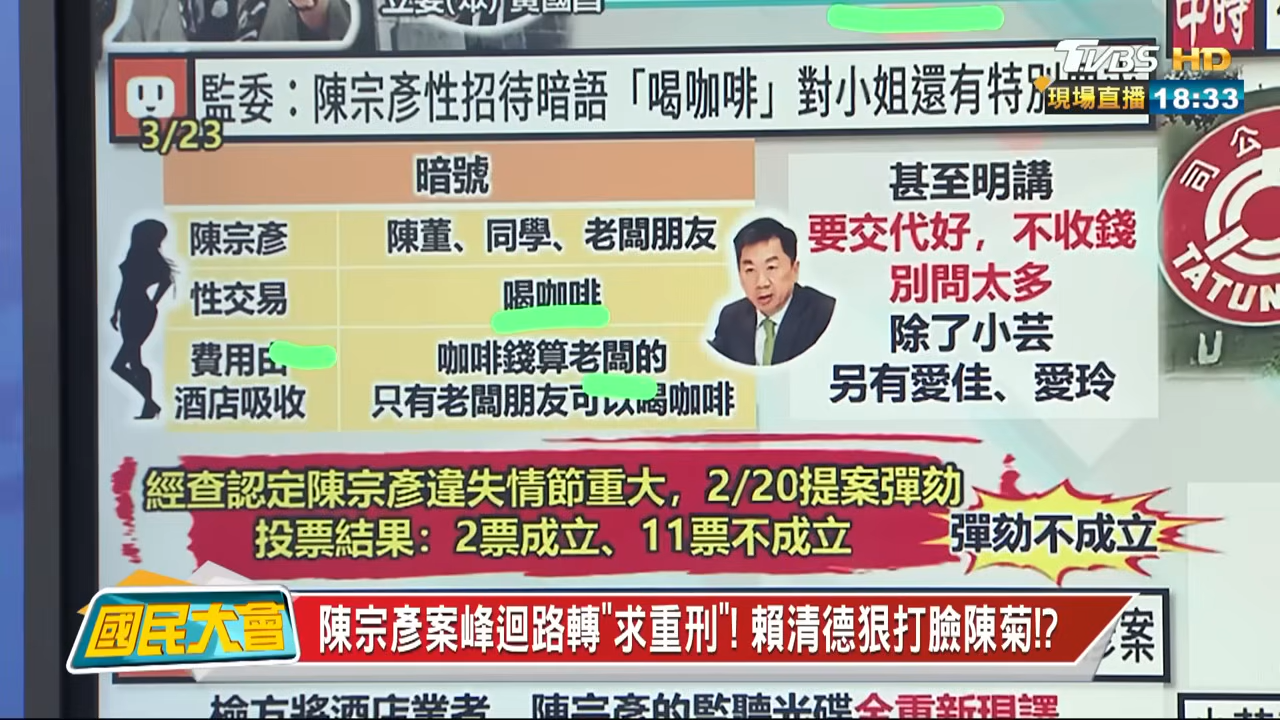 立委(眾) 黃國昌
中時
TVBS HD
現場直播 18:33
監委：陳宗彥性招待暗語「喝咖啡」對小姐還有特別
3/23
暗號
陳宗彥 陳董、同學、老闆朋友
性交易 喝咖啡
費用由
酒店吸收
咖啡錢算老闆的
只有老闆朋友可以喝咖啡
甚至明講
要交代好，不收錢
別問太多
除了小芸
另有愛佳、愛玲
公司
TATUN
U
經查認定陳宗彥違失情節重大，2/20提案彈劾
投票結果：2票成立、11票不成立
彈劾不成立
案
國民大會
陳宗彥案峰迴路轉"求重刑"！賴清德狠打臉陳菊!?
檢方將酒店業者、陳宗彥的監聽光碟全重新現譯